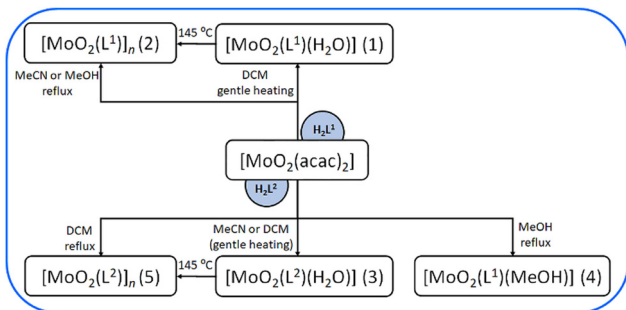 [MoO₂(L¹)]ₙ (2)
145 °C
[MoO₂(L¹)(H₂O)] (1)
MeCN or MeOH
reflux
DCM
gentle heating
H₂L¹
[MoO₂(acac)₂]
H₂L²
DCM
reflux
MeCN or DCM
(gentle heating)
MeOH
reflux
[MoO₂(L²)]ₙ (5)
145 °C
[MoO₂(L²)(H₂O)] (3)
[MoO₂(L¹)(MeOH)] (4)